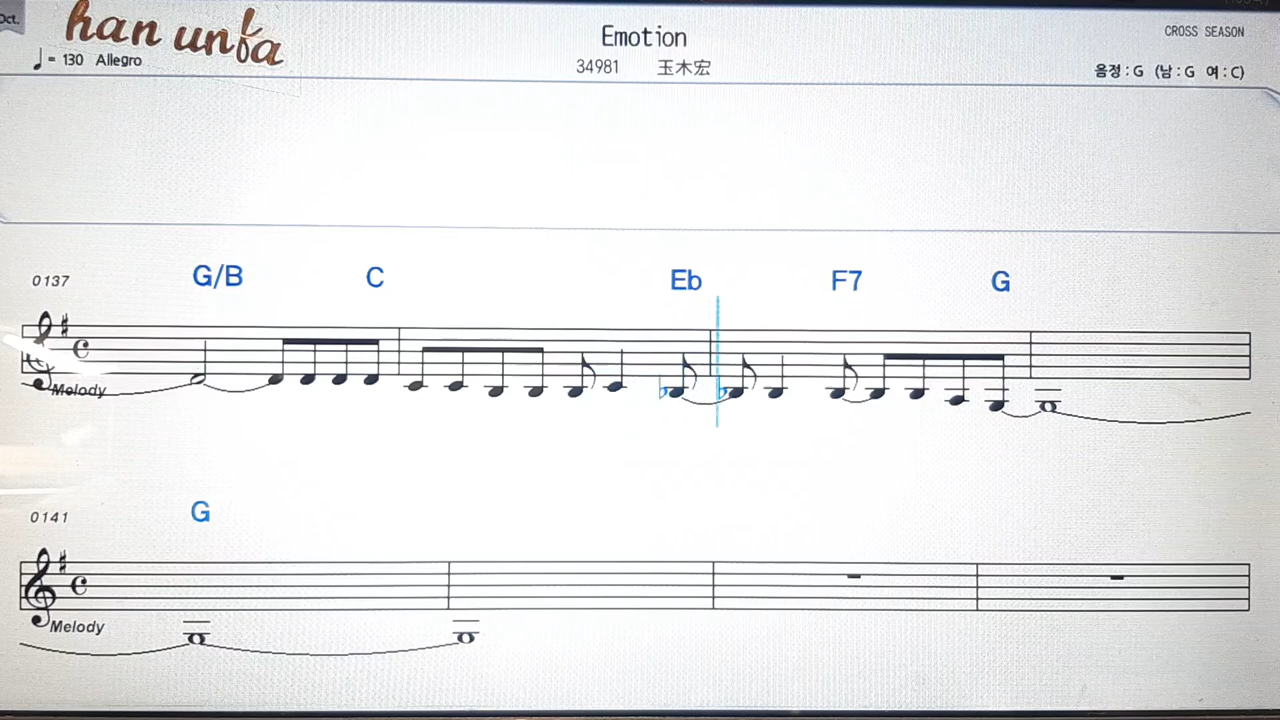 Oct.
han unfa
Emotion
CROSS SEASON
= 130 Allegro
34981 玉木宏
음정 : G (남 : G 여 : C)
0137
G/B C Eb F7 G
Melody
0141
G
Melody